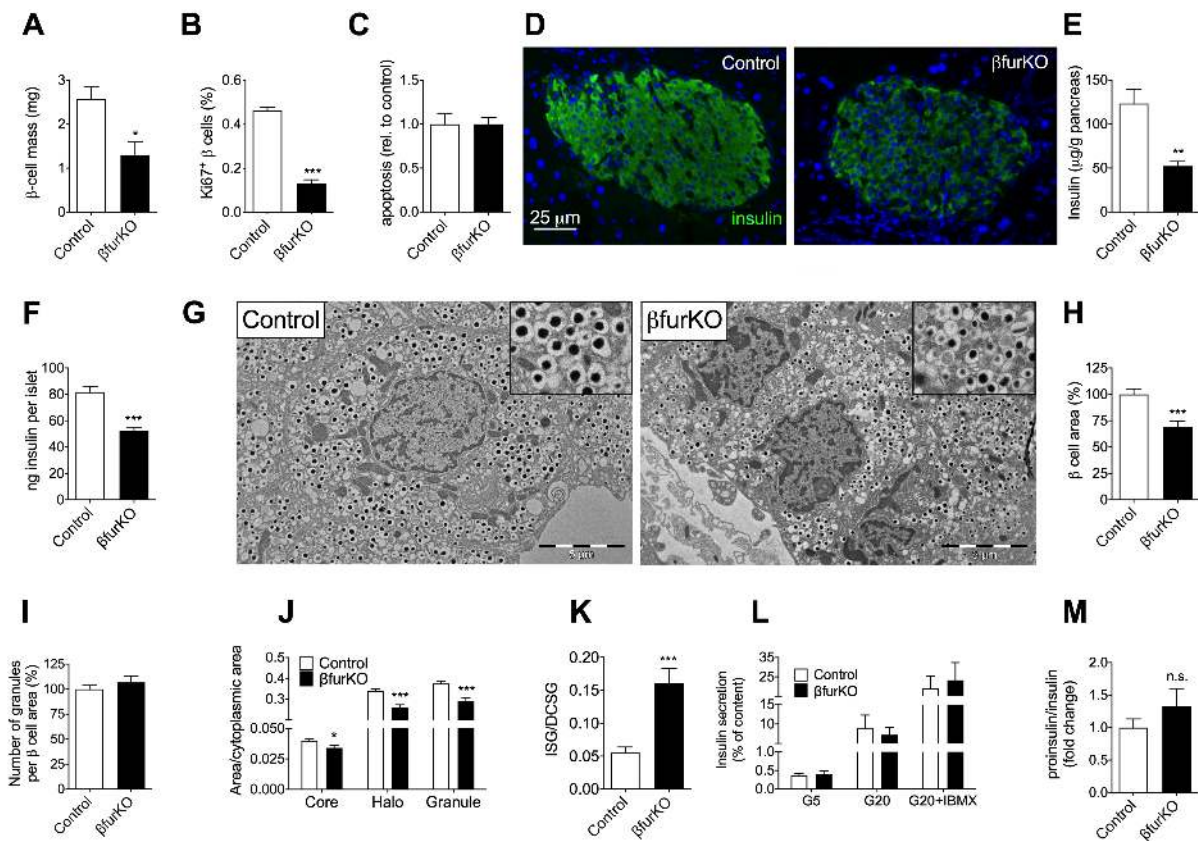 A
β-cell mass (mg)
3
2
1
0
*
Control
βfurKO
B
Ki67⁺ β cells (%)
0.6
0.4
0.2
0.0
***
Control
βfurKO
C
apoptosis (rel. to control)
1.5
1.0
0.5
0.0
Control
βfurKO
D
Control
25 μm
insulin
βfurKO
E
Insulin (μg/g pancreas)
150
100
50
0
**
Control
βfurKO
F
ng insulin per islet
100
80
60
40
20
0
***
Control
βfurKO
G
Control
5 μm
βfurKO
5 μm
H
β cell area (%)
125
100
75
50
25
0
***
Control
βfurKO
I
Number of granules
per β cell area (%)
125
100
75
50
25
0
Control
βfurKO
J
Area/cytoplasmic area
0.5
0.4
0.3
0.050
0.025
0.000
Control
βfurKO
*
***
***
Core
Halo
Granule
K
ISG/DCSG
0.20
0.15
0.10
0.05
0.00
***
Control
βfurKO
L
Insulin secretion
(% of content)
35
25
15
10
5
1.0
0.5
0.0
Control
βfurKO
G5
G20
G20+IBMX
M
proinsulin/insulin
(fold change)
2.0
1.5
1.0
0.5
0.0
n.s.
Control
βfurKO